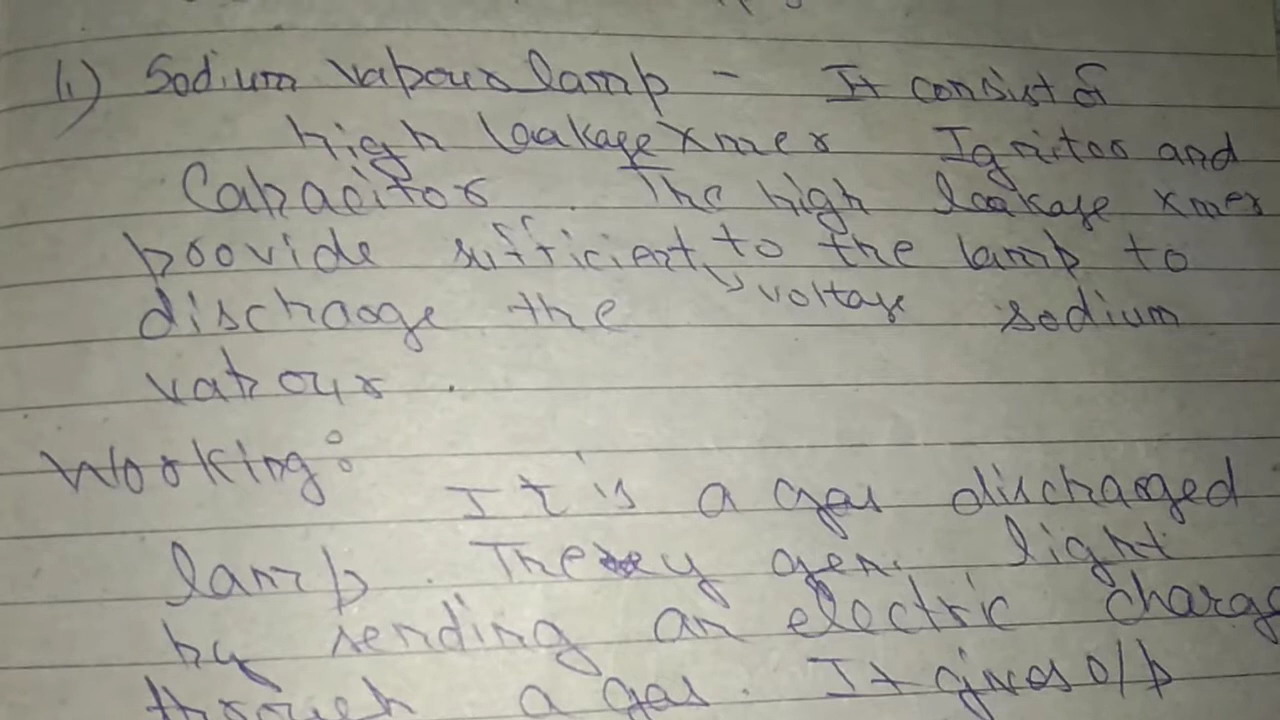 (i) Sodium vapour lamp - It consist of
high leakage xmer Ignitor and
Capacitor. The high leakage xmer
provide sufficient to the lamp to
discharge the voltage sodium
vapour.
Working:
It is a gas discharged
lamp. They gen. light
by sending an electric charge
through a gas. It gives o/p